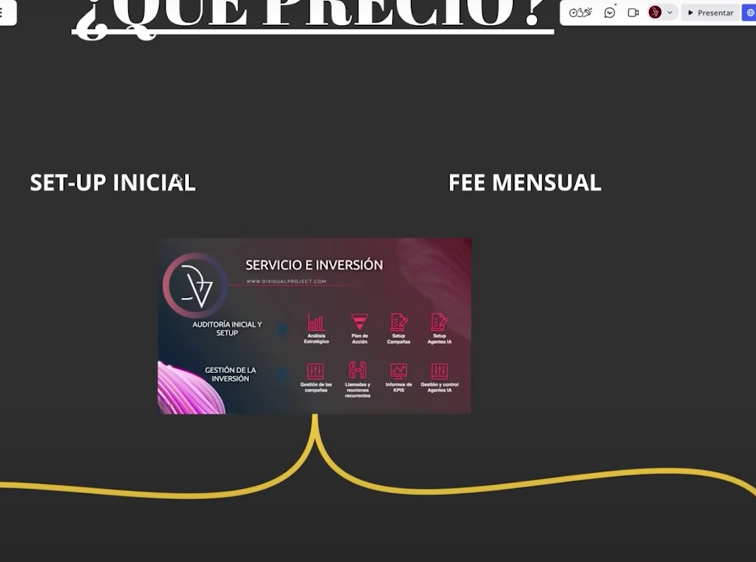 ¿QUÉ PRECIO?
Presentar
SET-UP INICIAL
FEE MENSUAL
SERVICIO E INVERSIÓN
WWW.DIVISUALPROJECT.COM
AUDITORÍA INICIAL Y
SETUP
Análisis
Estratégico
Plan de
Acción
Setup
Campañas
Setup
Agentes IA
GESTIÓN DE LA
INVERSIÓN
Gestión de las
campañas
Llamadas y
reuniones
recurrentes
Informes de
KPIS
Gestión y control
Agentes IA